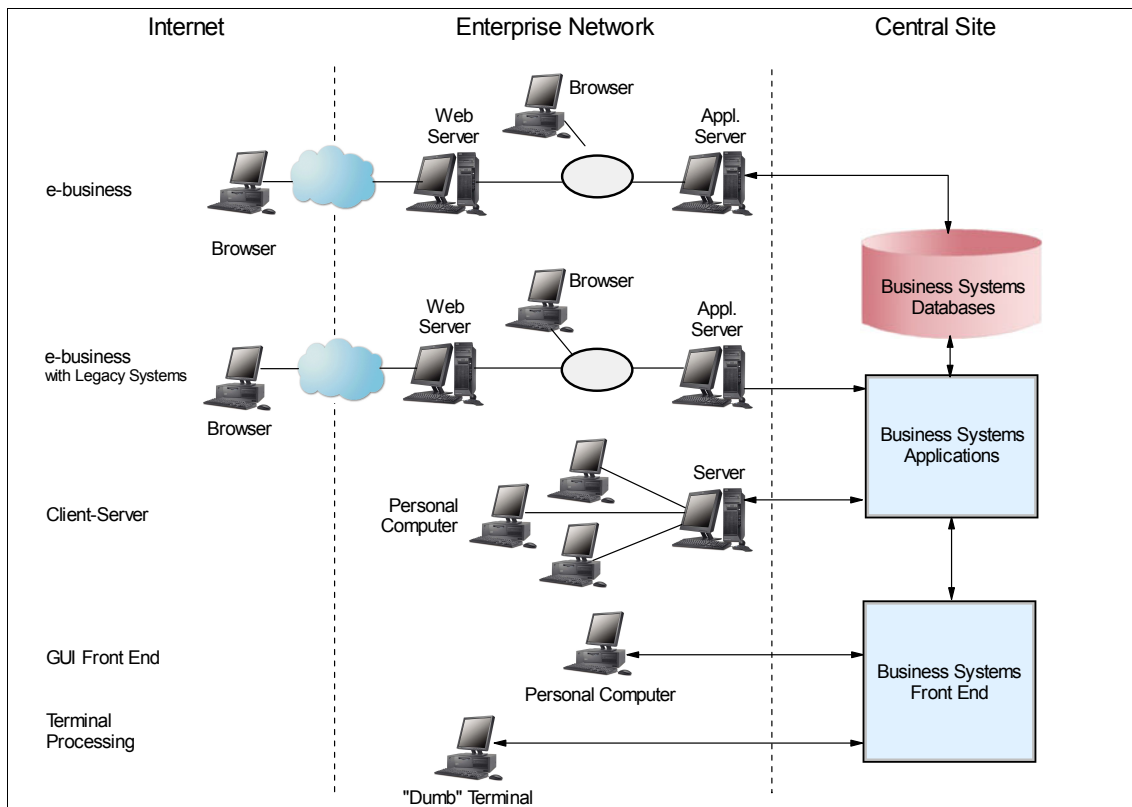 Internet
Enterprise Network
Central Site
Browser
Web
Server
Appl.
Server
e-business
Browser
Business Systems
Databases
Browser
Web
Server
Appl.
Server
e-business
with Legacy Systems
Browser
Business Systems
Applications
Server
Personal
Computer
Client-Server
GUI Front End
Personal Computer
Business Systems
Front End
Terminal
Processing
"Dumb" Terminal